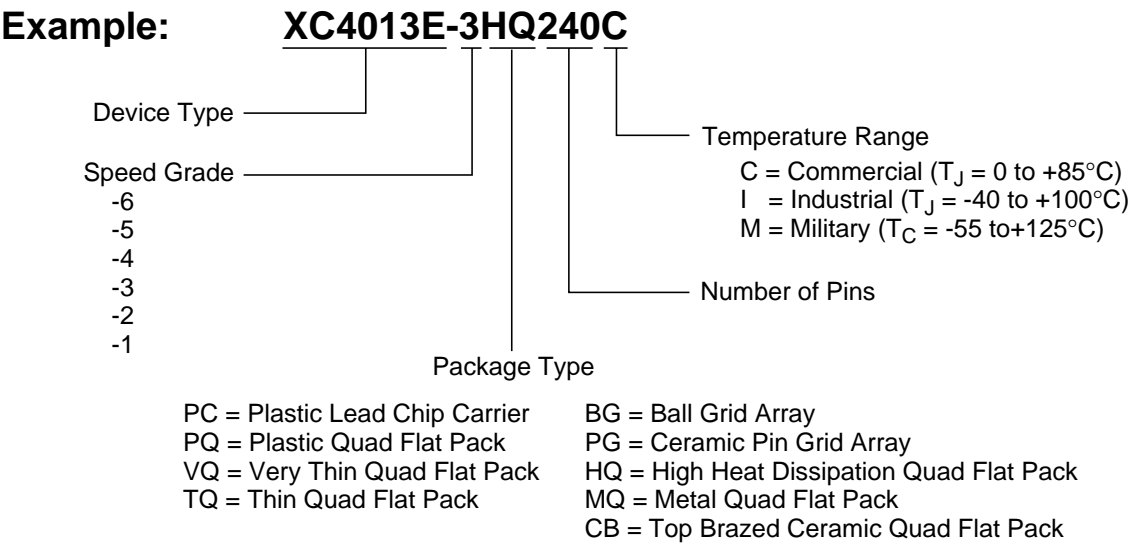 Example: XC4013E-3HQ240C
Device Type
Temperature Range
C = Commercial (TJ = 0 to +85°C)
I = Industrial (TJ = -40 to +100°C)
M = Military (TC = -55 to+125°C)
Speed Grade
-6
-5
-4
-3
-2
-1
Number of Pins
Package Type
PC = Plastic Lead Chip Carrier
PQ = Plastic Quad Flat Pack
VQ = Very Thin Quad Flat Pack
TQ = Thin Quad Flat Pack
BG = Ball Grid Array
PG = Ceramic Pin Grid Array
HQ = High Heat Dissipation Quad Flat Pack
MQ = Metal Quad Flat Pack
CB = Top Brazed Ceramic Quad Flat Pack